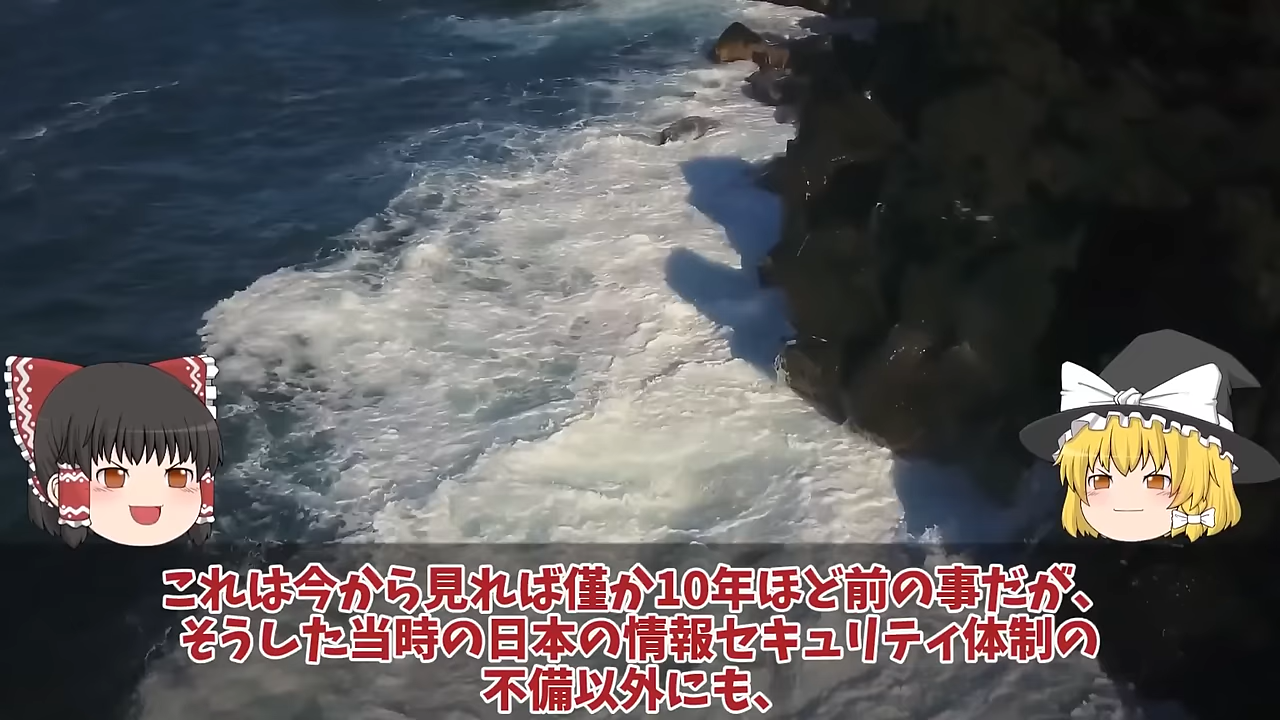 これは今から見れば僅か10年ほど前の事だが、
そうした当時の日本の情報セキュリティ体制の
不備以外にも、